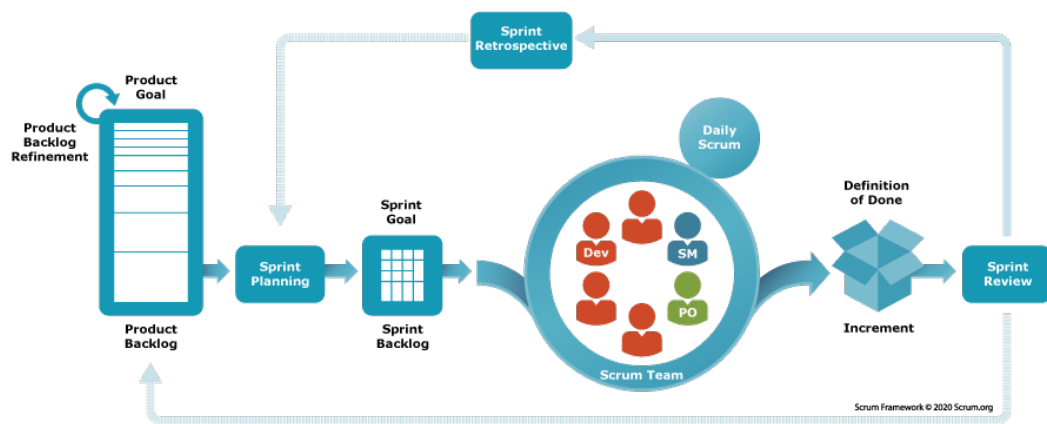 Sprint
Retrospective
Product
Goal
Product
Backlog
Refinement
Product
Backlog
Sprint
Planning
Sprint
Goal
Sprint
Backlog
Daily
Scrum
Dev
SM
PO
Scrum Team
Definition
of Done
Increment
Sprint
Review
Scrum Framework © 2020 Scrum.org